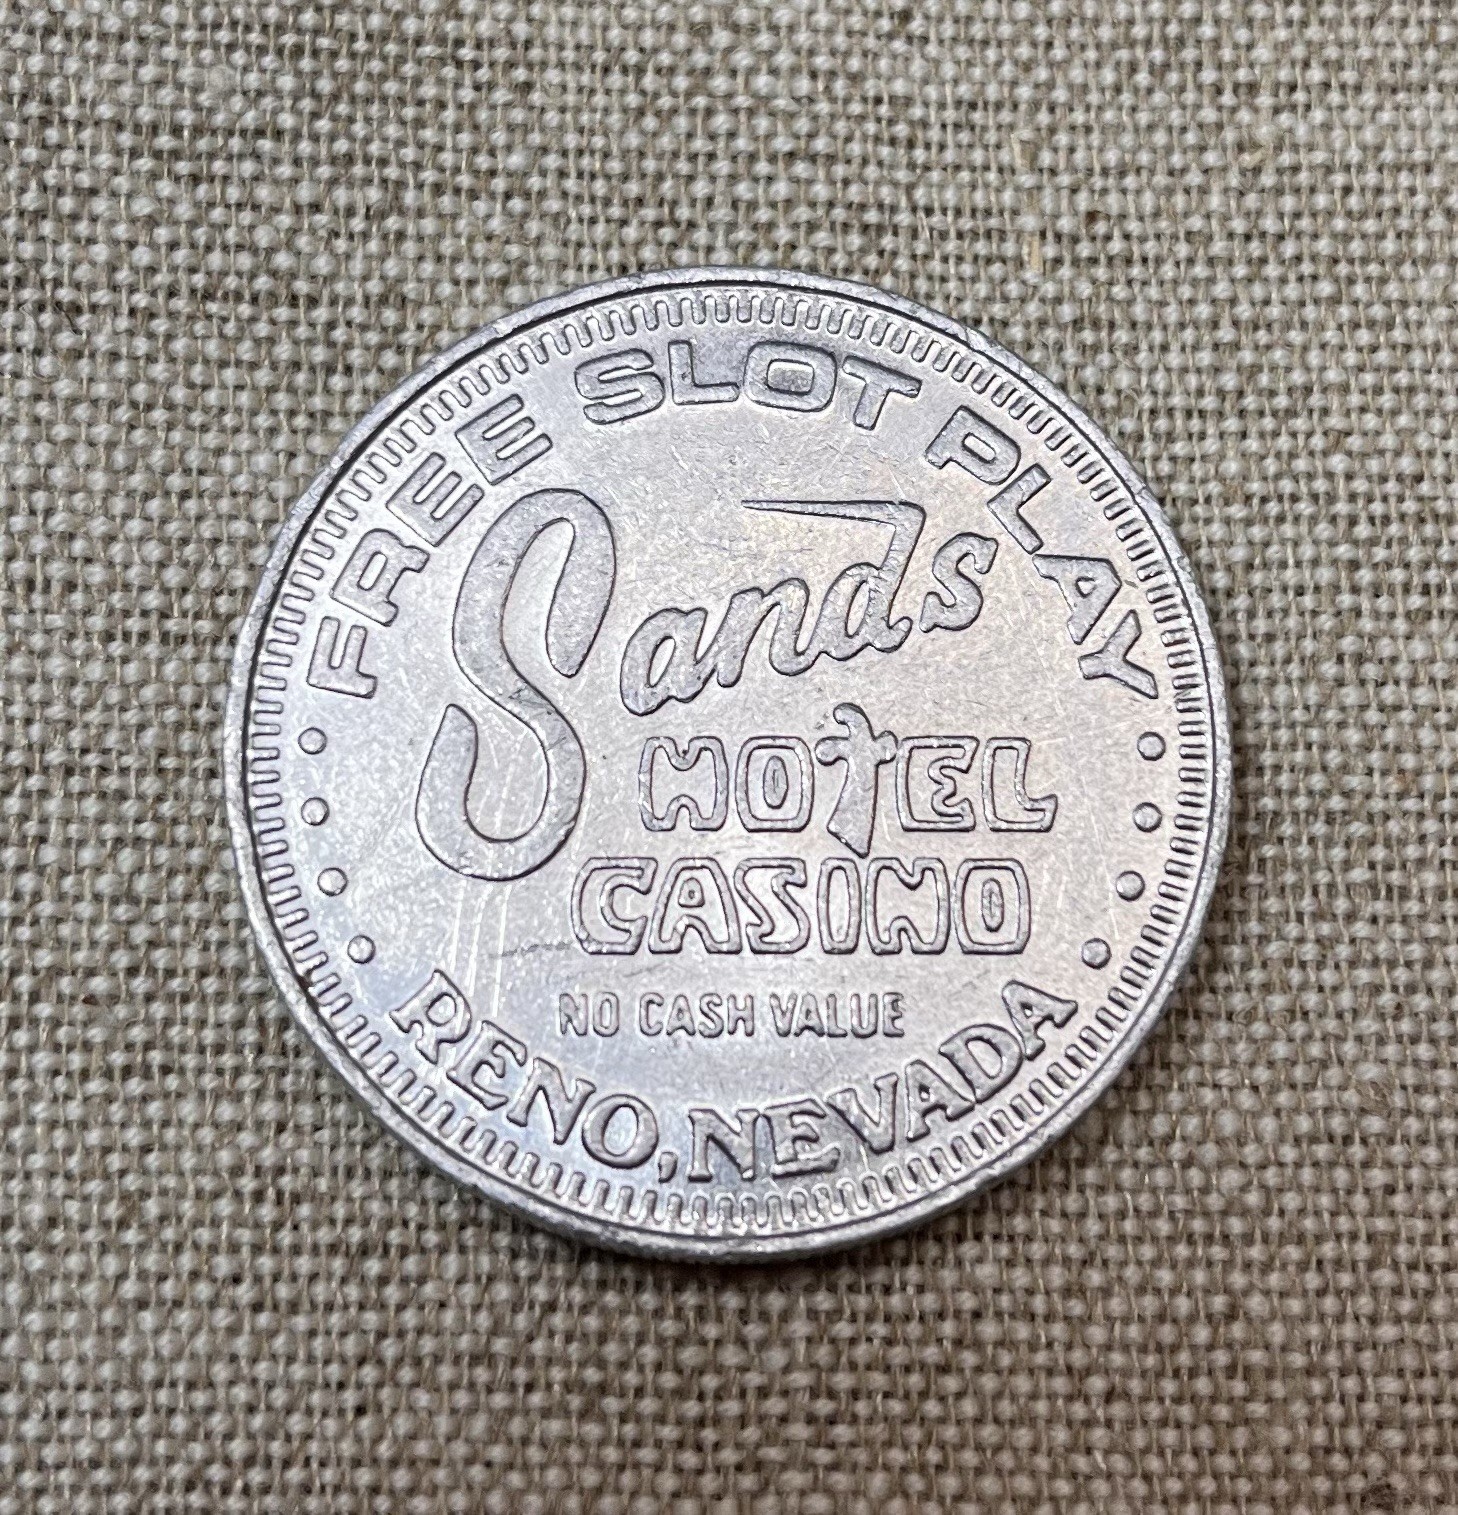 FREE SLOT PLAY
Sands
HOTEL
CASINO
NO CASH VALUE
RENO, NEVADA